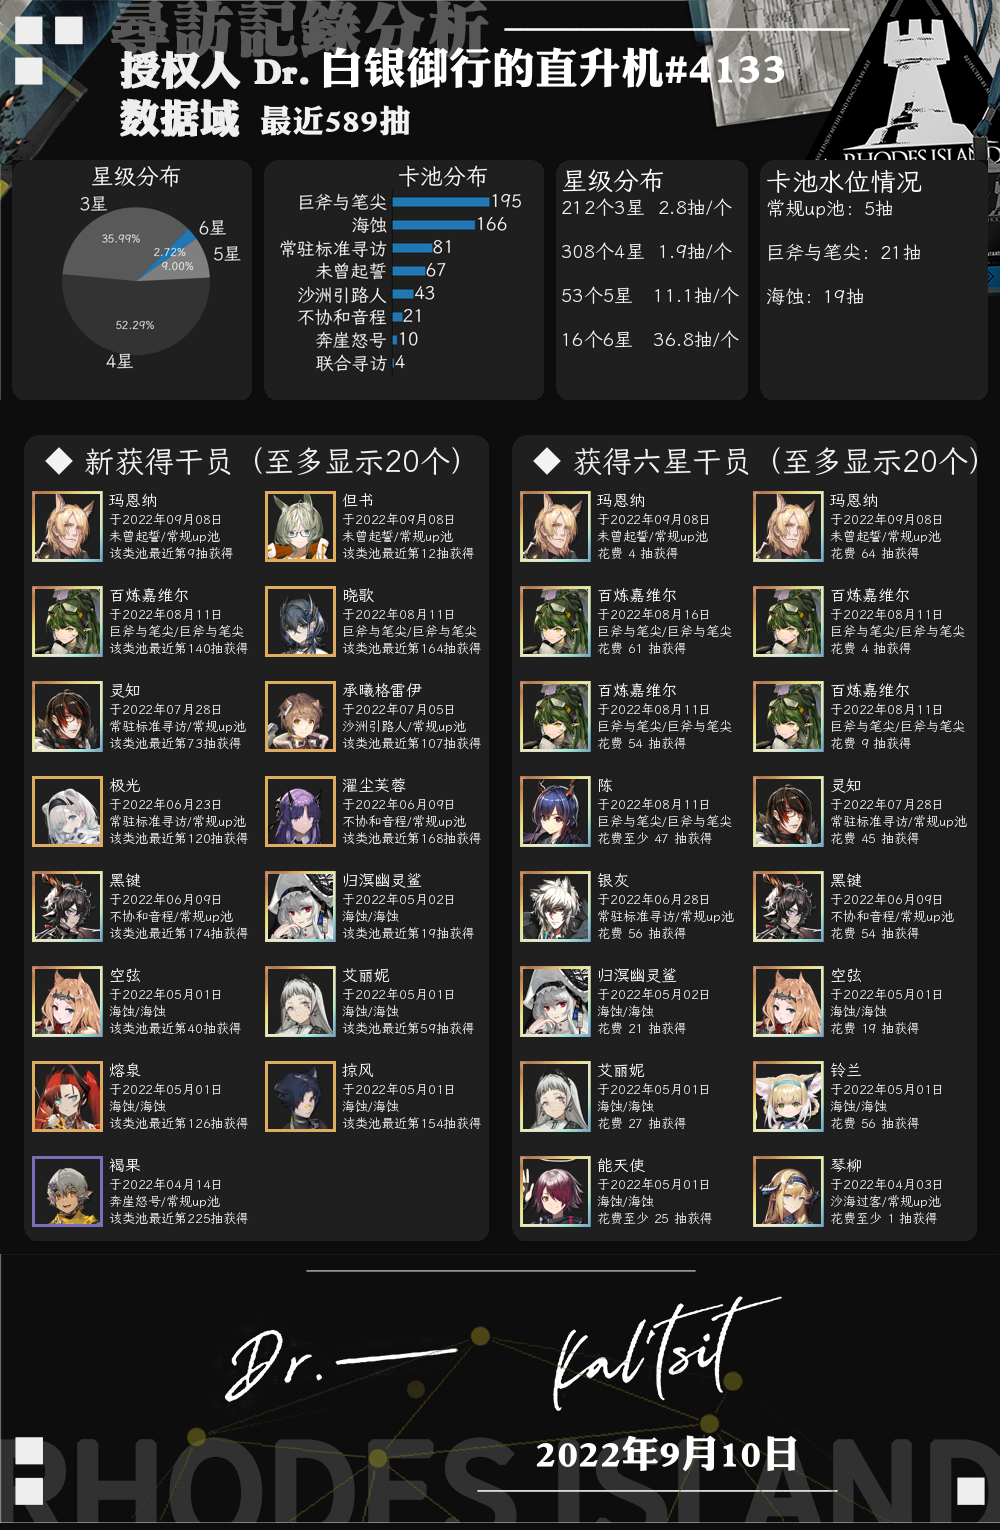 尋訪記錄分析
授权人 Dr. 白银御行的直升机#4133
数据域 最近589抽
RHODES ISLAND
星级分布
3星
6星
5星
4星
35.99%
2.72%
9.00%
52.29%
卡池分布
巨斧与笔尖 195
海蚀 166
常驻标准寻访 81
未曾起誓 67
沙洲引路人 43
不协和音程 21
奔崖怒号 10
联合寻访 4
星级分布
212个3星 2.8抽/个
308个4星 1.9抽/个
53个5星 11.1抽/个
16个6星 36.8抽/个
卡池水位情况
常规up池：5抽
巨斧与笔尖：21抽
海蚀：19抽
◆ 新获得干员（至多显示20个）
玛恩纳
于2022年09月08日
未曾起誓/常规up池
该类池最近第9抽获得
但书
于2022年09月08日
未曾起誓/常规up池
该类池最近第12抽获得
百炼嘉维尔
于2022年08月11日
巨斧与笔尖/巨斧与笔尖
该类池最近第140抽获得
晓歌
于2022年08月11日
巨斧与笔尖/巨斧与笔尖
该类池最近第164抽获得
灵知
于2022年07月28日
常驻标准寻访/常规up池
该类池最近第73抽获得
承曦格雷伊
于2022年07月05日
沙洲引路人/常规up池
该类池最近第107抽获得
极光
于2022年06月23日
常驻标准寻访/常规up池
该类池最近第120抽获得
濯尘芙蓉
于2022年06月09日
不协和音程/常规up池
该类池最近第168抽获得
黑键
于2022年06月09日
不协和音程/常规up池
该类池最近第174抽获得
归溟幽灵鲨
于2022年05月02日
海蚀/海蚀
该类池最近第19抽获得
空弦
于2022年05月01日
海蚀/海蚀
该类池最近第40抽获得
艾丽妮
于2022年05月01日
海蚀/海蚀
该类池最近第59抽获得
熔泉
于2022年05月01日
海蚀/海蚀
该类池最近第126抽获得
掠风
于2022年05月01日
海蚀/海蚀
该类池最近第154抽获得
褐果
于2022年04月14日
奔崖怒号/常规up池
该类池最近第225抽获得
◆ 获得六星干员（至多显示20个）
玛恩纳
于2022年09月08日
未曾起誓/常规up池
花费 4 抽获得
玛恩纳
于2022年09月08日
未曾起誓/常规up池
花费 64 抽获得
百炼嘉维尔
于2022年08月16日
巨斧与笔尖/巨斧与笔尖
花费 61 抽获得
百炼嘉维尔
于2022年08月11日
巨斧与笔尖/巨斧与笔尖
花费 4 抽获得
百炼嘉维尔
于2022年08月11日
巨斧与笔尖/巨斧与笔尖
花费 54 抽获得
百炼嘉维尔
于2022年08月11日
巨斧与笔尖/巨斧与笔尖
花费 9 抽获得
陈
于2022年08月11日
巨斧与笔尖/巨斧与笔尖
花费至少 47 抽获得
灵知
于2022年07月28日
常驻标准寻访/常规up池
花费 45 抽获得
银灰
于2022年06月28日
常驻标准寻访/常规up池
花费 56 抽获得
黑键
于2022年06月09日
不协和音程/常规up池
花费 54 抽获得
归溟幽灵鲨
于2022年05月02日
海蚀/海蚀
花费 21 抽获得
空弦
于2022年05月01日
海蚀/海蚀
花费 19 抽获得
艾丽妮
于2022年05月01日
海蚀/海蚀
花费 27 抽获得
铃兰
于2022年05月01日
海蚀/海蚀
花费 56 抽获得
能天使
于2022年05月01日
海蚀/海蚀
花费至少 25 抽获得
琴柳
于2022年04月03日
沙海过客/常规up池
花费至少 1 抽获得
Dr. — Kal'tsit
2022年9月10日
RHODES ISLAND